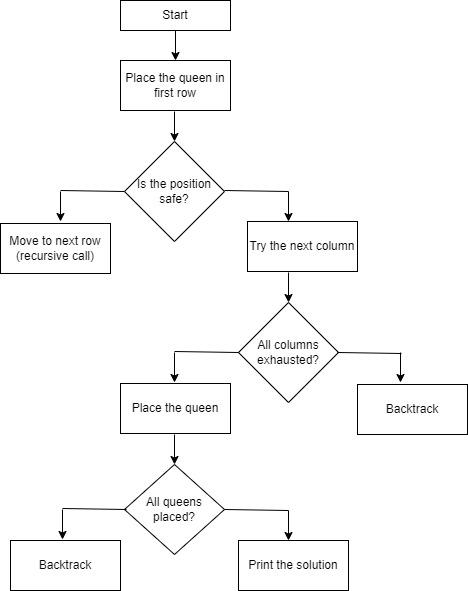 Start
Place the queen in
first row
Is the position
safe?
Move to next row
(recursive call)
Try the next column
All columns
exhausted?
Place the queen
Backtrack
All queens
placed?
Backtrack
Print the solution